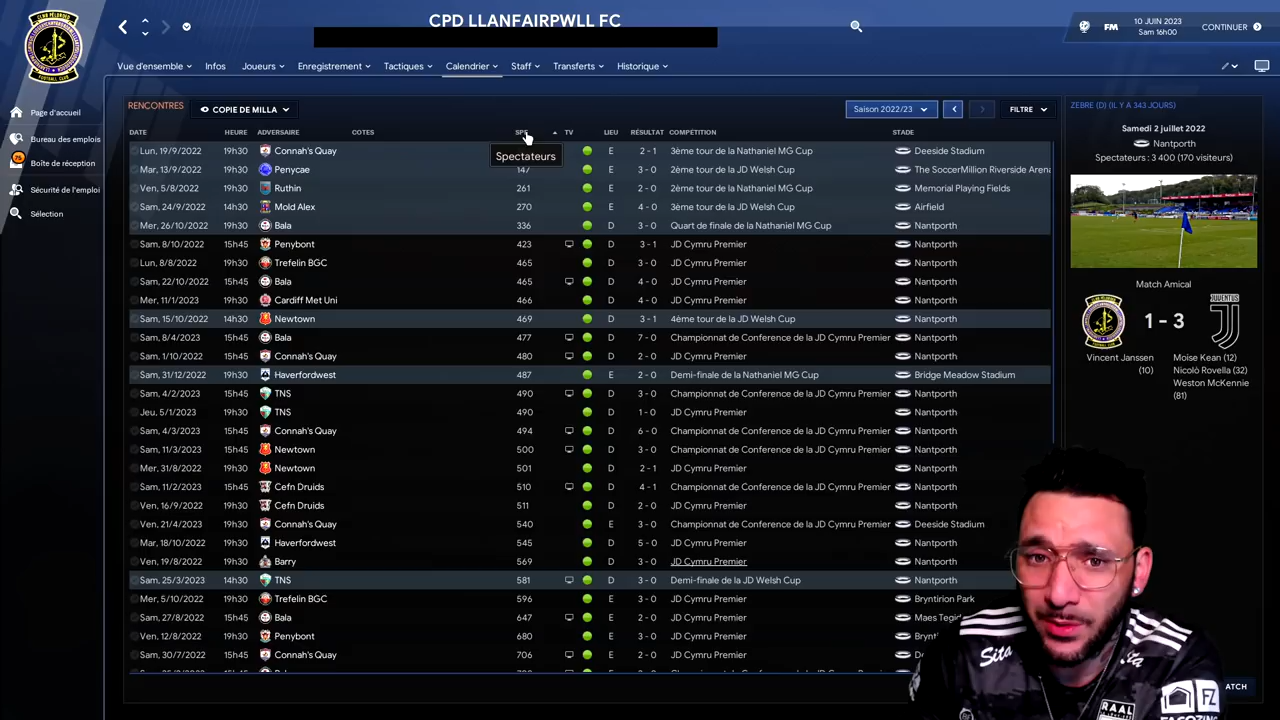 CPD LLANFAIRPWLL FC
10 JUIN 2023
Sam 16h00
FM
CONTINUER
Vue d'ensemble Infos Joueurs Enregistrement Tactiques Calendrier Staff Transferts Historique
Page d'accueil
Bureau des emplois
Boîte de réception
Sécurité de l'emploi
Sélection
RENCONTRES COPIE DE MILLA Saison 2022/23 FILTRE
DATE HEURE ADVERSAIRE COTES SPE TV LIEU RÉSULTAT COMPÉTITION STADE
Spectateurs
Lun, 19/9/2022 19h30 Connah's Quay E 2 - 1 3ème tour de la Nathaniel MG Cup Deeside Stadium
Mar, 13/9/2022 19h30 Penycae 147 E 3 - 0 2ème tour de la JD Welsh Cup The SoccerMillion Riverside Arena
Ven, 5/8/2022 19h30 Ruthin 261 E 2 - 0 2ème tour de la Nathaniel MG Cup Memorial Playing Fields
Sam, 24/9/2022 14h30 Mold Alex 270 E 4 - 0 3ème tour de la JD Welsh Cup Airfield
Mer, 26/10/2022 19h30 Bala 336 D 3 - 0 Quart de finale de la Nathaniel MG Cup Nantporth
Sam, 8/10/2022 15h45 Penybont 423 D 3 - 1 JD Cymru Premier Nantporth
Lun, 8/8/2022 19h30 Trefelin BGC 465 D 3 - 0 JD Cymru Premier Nantporth
Sam, 22/10/2022 15h45 Bala 465 D 4 - 0 JD Cymru Premier Nantporth
Mer, 11/1/2023 19h30 Cardiff Met Uni 466 D 4 - 0 JD Cymru Premier Nantporth
Sam, 15/10/2022 14h30 Newtown 469 D 3 - 1 4ème tour de la JD Welsh Cup Nantporth
Sam, 8/4/2023 15h45 Bala 477 D 7 - 0 Championnat de Conference de la JD Cymru Premier Nantporth
Sam, 1/10/2022 15h45 Connah's Quay 480 D 2 - 0 JD Cymru Premier Nantporth
Sam, 31/12/2022 19h30 Haverfordwest 487 E 2 - 0 Demi-finale de la Nathaniel MG Cup Bridge Meadow Stadium
Sam, 4/2/2023 15h45 TNS 490 D 3 - 0 Championnat de Conference de la JD Cymru Premier Nantporth
Jeu, 5/1/2023 15h45 TNS 490 D 1 - 0 JD Cymru Premier Nantporth
Sam, 4/3/2023 15h45 Connah's Quay 494 D 6 - 0 Championnat de Conference de la JD Cymru Premier Nantporth
Sam, 11/3/2023 15h45 Newtown 500 D 3 - 0 Championnat de Conference de la JD Cymru Premier Nantporth
Mer, 31/8/2022 19h30 Newtown 501 D 2 - 1 JD Cymru Premier Nantporth
Sam, 11/2/2023 15h45 Cefn Druids 510 D 4 - 1 Championnat de Conference de la JD Cymru Premier Nantporth
Ven, 16/9/2022 19h30 Cefn Druids 511 D 2 - 0 JD Cymru Premier Nantporth
Ven, 21/4/2023 19h30 Connah's Quay 540 E 3 - 0 Championnat de Conference de la JD Cymru Premier Deeside Stadium
Mar, 18/10/2022 19h30 Haverfordwest 545 D 5 - 0 JD Cymru Premier Nantporth
Ven, 19/8/2022 19h30 Barry 569 D 3 - 0 JD Cymru Premier Nantporth
Sam, 25/3/2023 14h30 TNS 581 D 3 - 0 Demi-finale de la JD Welsh Cup Nantporth
Mer, 5/10/2022 19h30 Trefelin BGC 596 E 3 - 0 JD Cymru Premier Bryntirion Park
Sam, 27/8/2022 15h45 Bala 647 E 2 - 0 JD Cymru Premier Maes Tegid
Ven, 12/8/2022 19h30 Penybont 680 E 3 - 0 JD Cymru Premier
Sam, 30/7/2022 15h45 Connah's Quay 706 E 2 - 0 JD Cymru Premier
ZEBRE (D) (IL Y A 343 JOURS)
Samedi 2 juillet 2022
Nantporth
Spectateurs : 3 400 (170 visiteurs)
Match Amical
1 - 3
JUVENTUS
Vincent Janssen
(10)
Moise Kean (12)
Nicolò Rovella (32)
Weston McKennie
(81)
Sita
RAAL
FZ